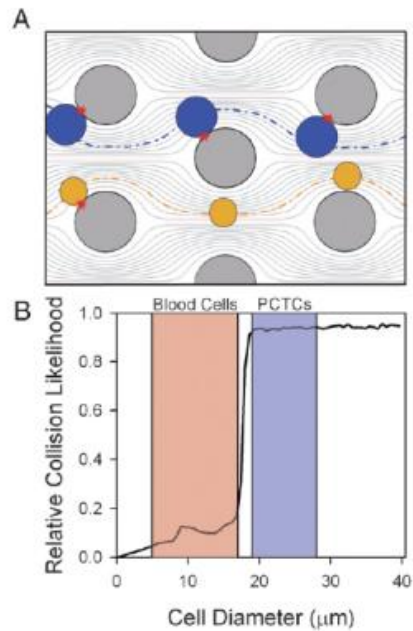 A
B
Blood Cells PCTCs
Relative Collision Likelihood
1.0
0.8
0.6
0.4
0.2
0.0
0 10 20 30 40
Cell Diameter (μm)